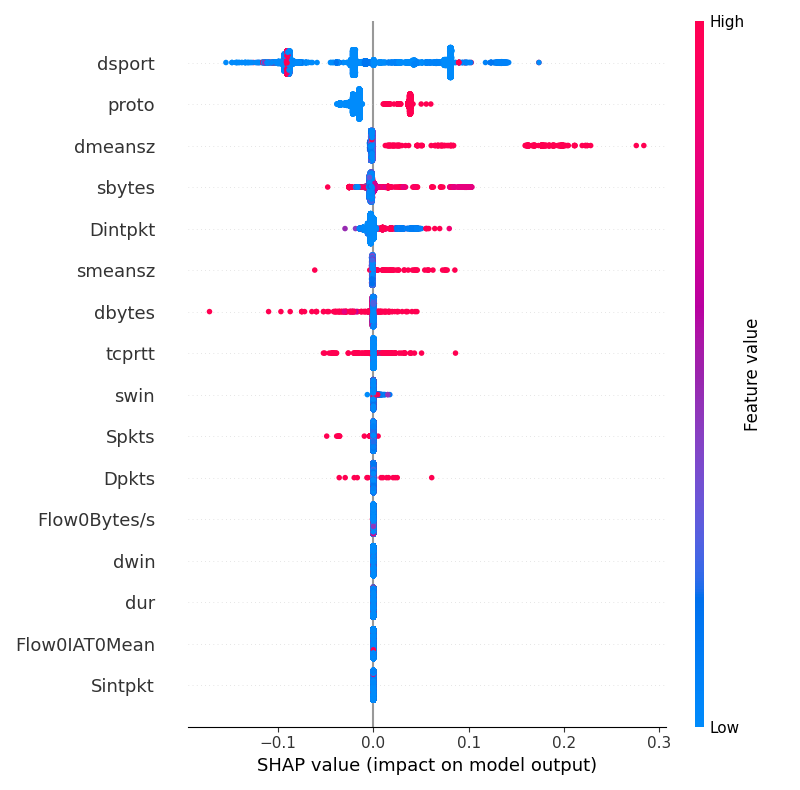 dsport
proto
dmeansz
sbytes
Dintpkt
smeansz
dbytes
tcprtt
swin
Spkts
Dpkts
Flow0Bytes/s
dwin
dur
Flow0IAT0Mean
Sintpkt
−0.1 0.0 0.1 0.2 0.3
SHAP value (impact on model output)
High
Feature value
Low